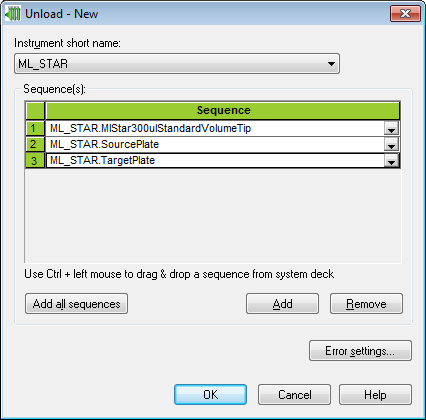 Unload - New
Instrument short name:
ML_STAR
Sequence(s):
Sequence
1 ML_STAR.MlStar300ulStandardVolumeTip
2 ML_STAR.SourcePlate
3 ML_STAR.TargetPlate
Use Ctrl + left mouse to drag & drop a sequence from system deck
Add all sequences Add Remove
Error settings...
OK Cancel Help